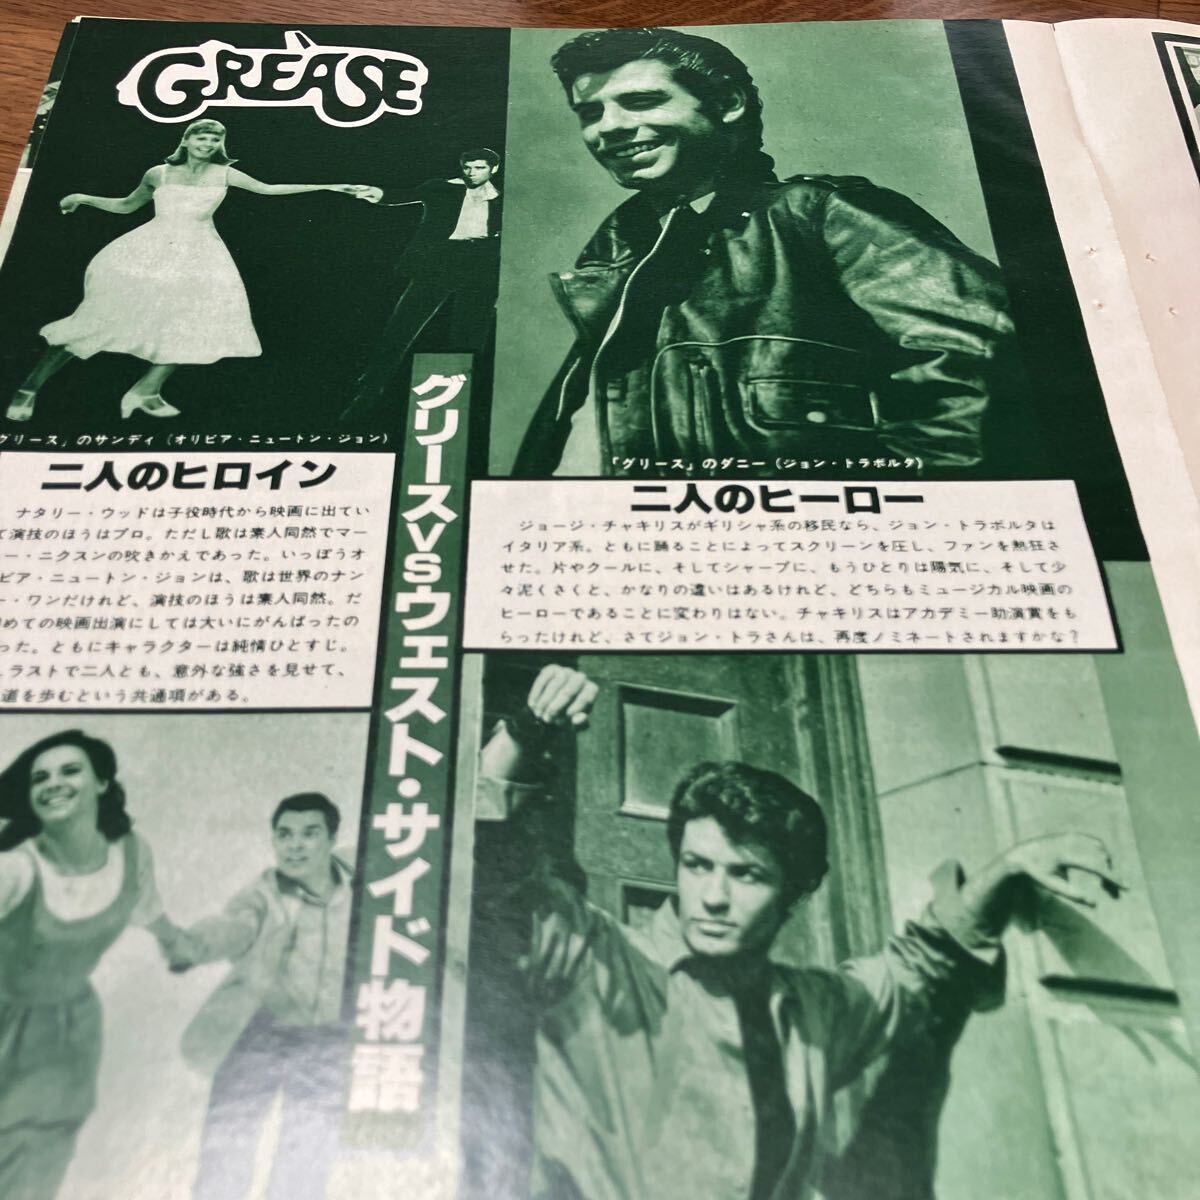 GREASE
グリース」のサンディ(オリビア・ニュートン・ジョン)
「グリース」のダニー(ジョン・トラボルタ)
グリースVSウエスト・サイド物語
二人のヒロイン
ナタリー・ウッドは子役時代から映画に出てい
て演技のほうはプロ。ただし歌は素人同然でマー
ー・ニクスンの吹きかえであった。いっぽうオ
ビア・ニュートン・ジョンは、歌は世界のナン
ー・ワンだけれど、演技のほうは素人同然。だ
めての映画出演にしては大いにがんばったの
った。ともにキャラクターは純情ひとすじ。
ラストで二人とも、意外な強さを見せて、
道を歩むという共通項がある。
二人のヒーロー
ジョージ・チャキリスがギリシャ系の移民なら、ジョン・トラボルタは
イタリア系。ともに踊ることによってスクリーンを圧し、ファンを熱狂さ
せた。片やクールに、そしてシャープに、もうひとりは陽気に、そして少
々泥くさくと、かなりの違いはあるけれど、どちらもミュージカル映画の
ヒーローであることに変わりはない。チャキリスはアカデミー助演賞をも
らったけれど、さてジョン・トラさんは、再度ノミネートされますかな?